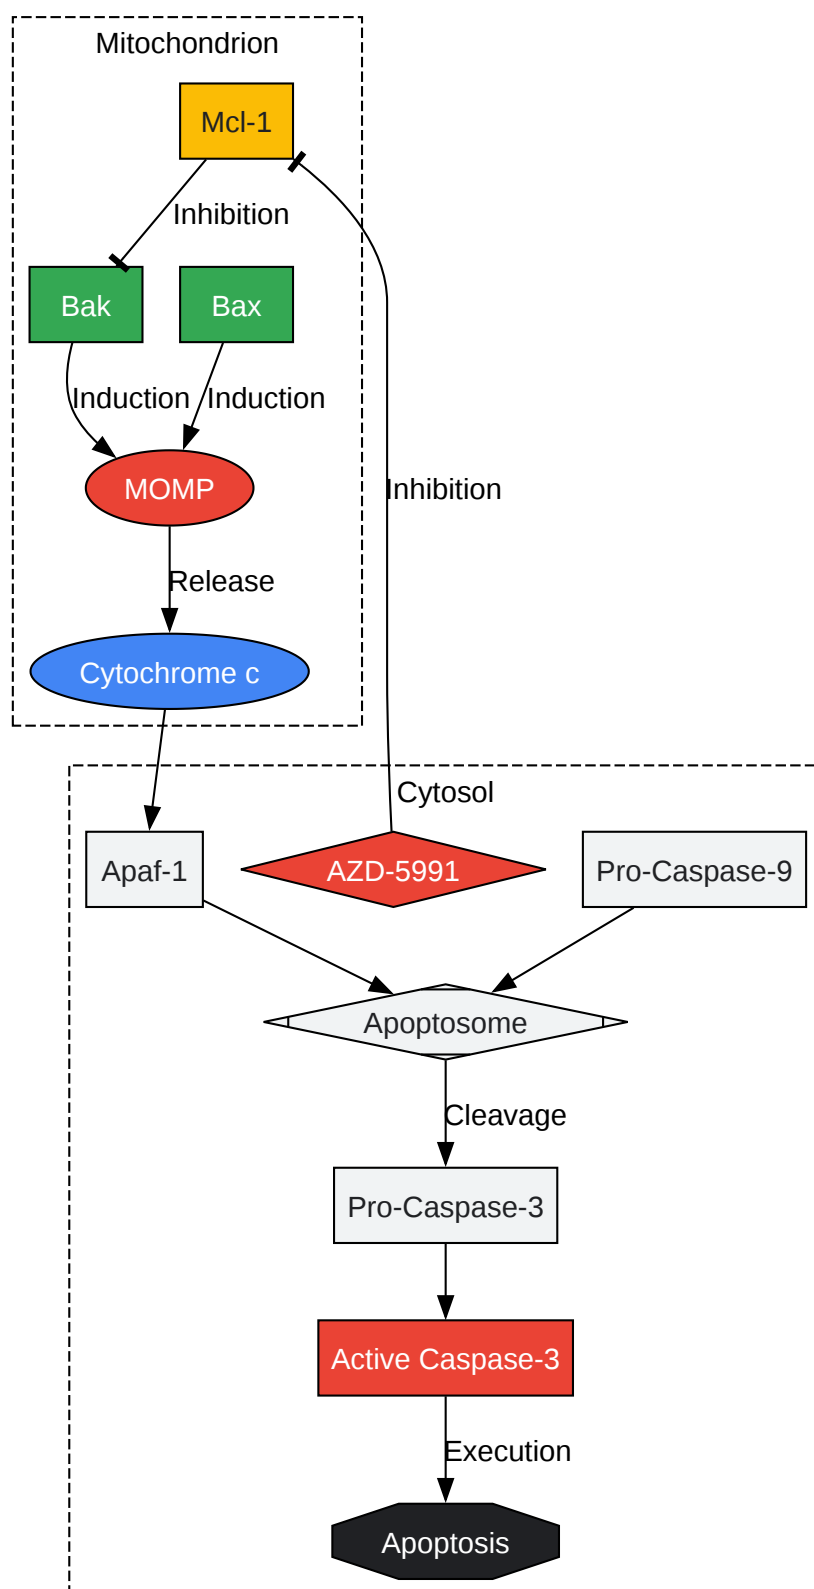 Mitochondrion
Mcl-1
Inhibition
Bak
Bax
Induction
Induction
MOMP
Inhibition
Release
Cytochrome c
Cytosol
Apaf-1
AZD-5991
Pro-Caspase-9
Apoptosome
Cleavage
Pro-Caspase-3
Active Caspase-3
Execution
Apoptosis